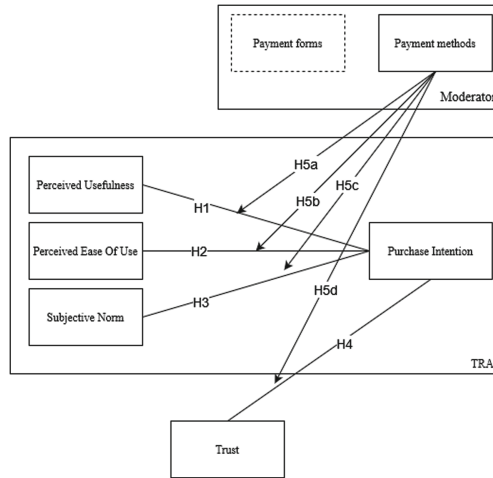 Payment forms
Payment methods
Moderator
H5a
H5b
H5c
Perceived Usefulness
H1
Perceived Ease Of Use
H2
Purchase Intention
H5d
Subjective Norm
H3
H4
TRA
Trust